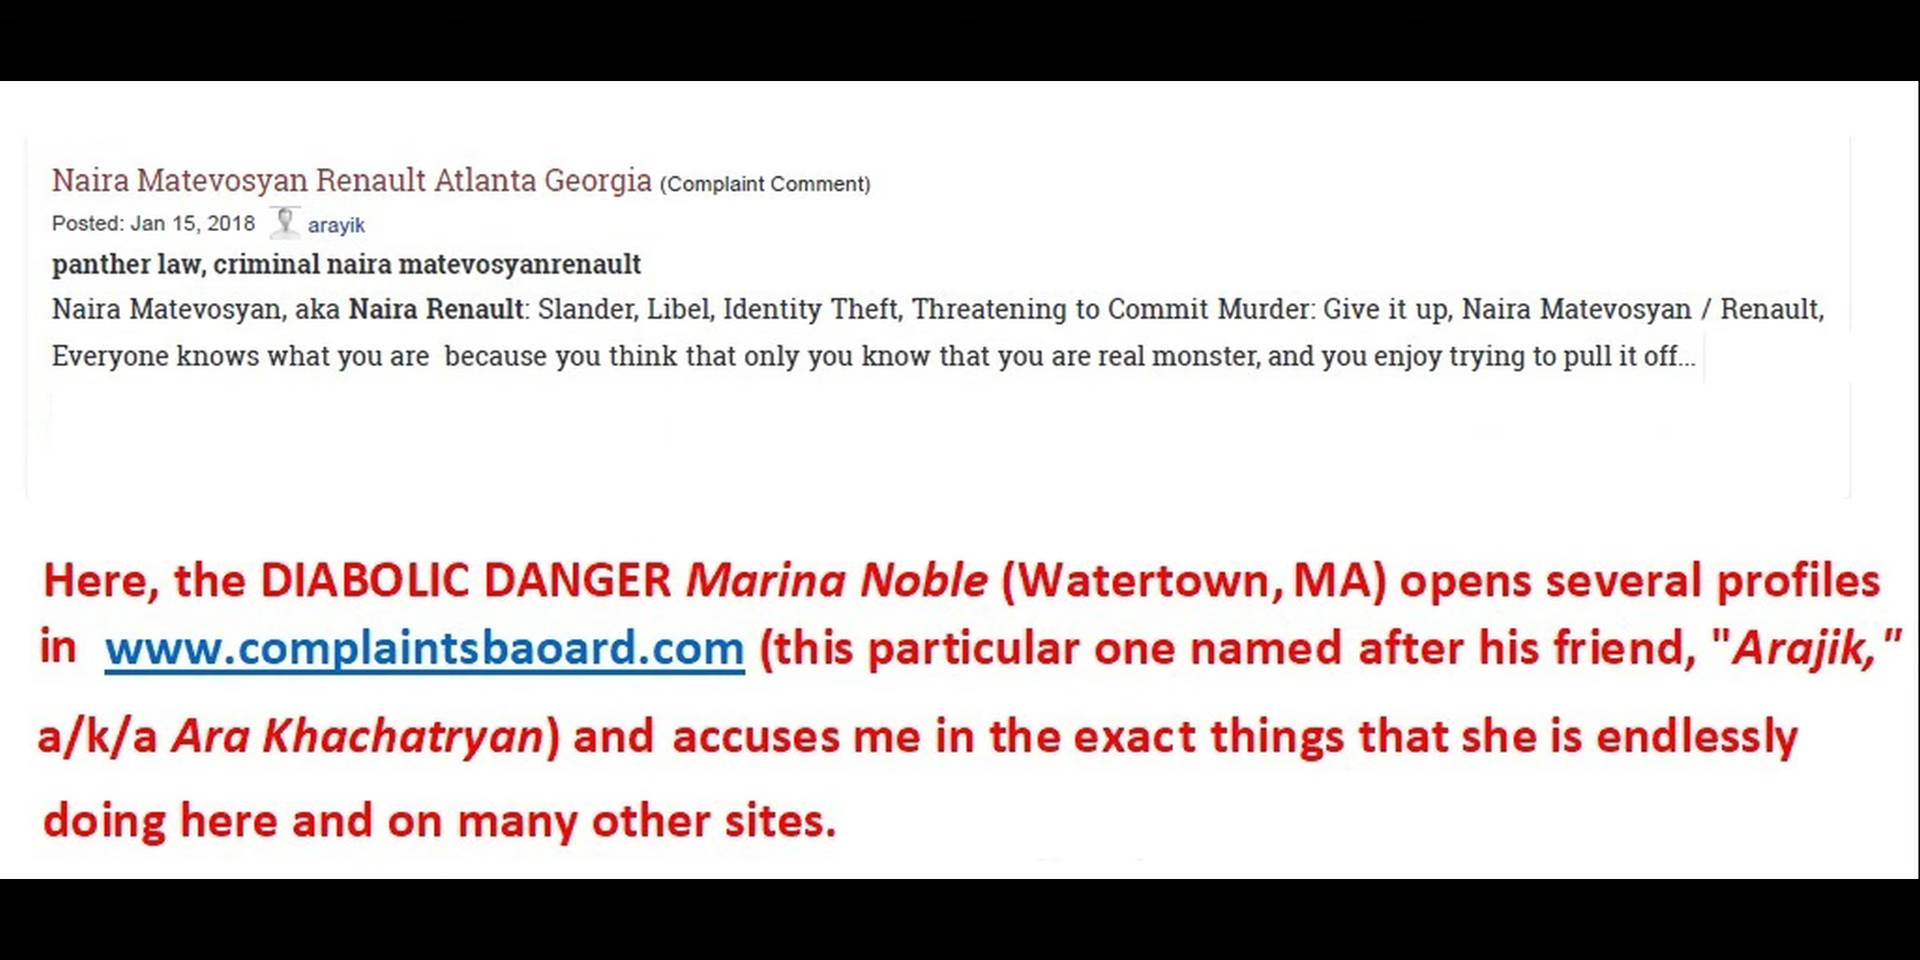 Naira Matevosyan Renault Atlanta Georgia (Complaint Comment)
Posted: Jan 15, 2018 arayik
panther law, criminal naira matevosyanrenault
Naira Matevosyan, aka Naira Renault: Slander, Libel, Identity Theft, Threatening to Commit Murder: Give it up, Naira Matevosyan / Renault,
Everyone knows what you are because you think that only you know that you are real monster, and you enjoy trying to pull it off...
Here, the DIABOLIC DANGER Marina Noble (Watertown, MA) opens several profiles
in www.complaintsbaoard.com (this particular one named after his friend, "Arajik,"
a/k/a Ara Khachatryan) and accuses me in the exact things that she is endlessly
doing here and on many other sites.